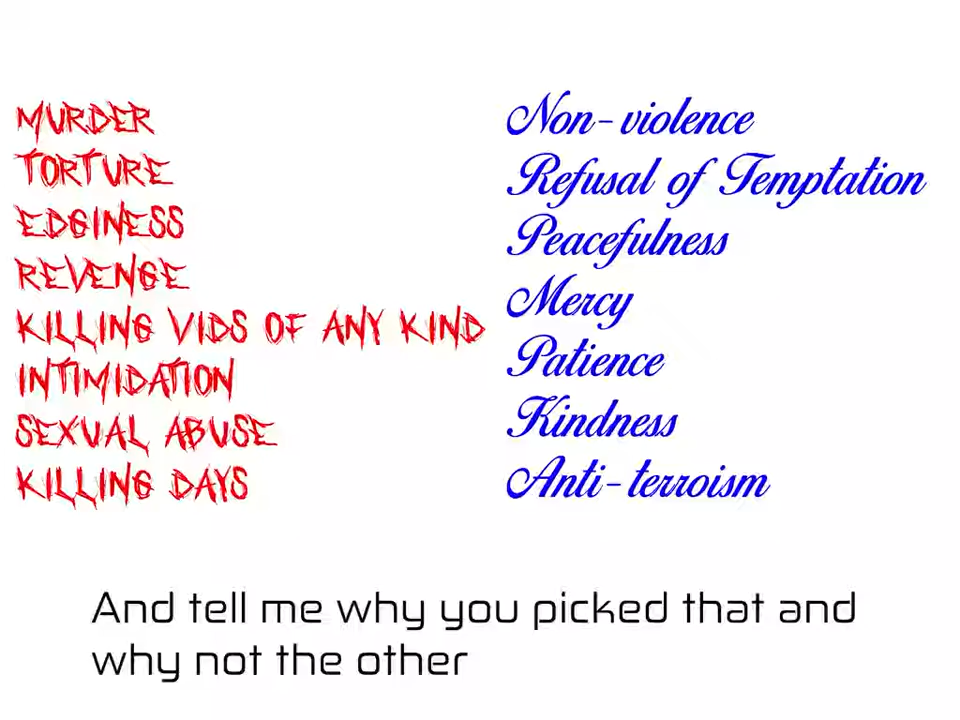 MURDER
TORTURE
EDGINESS
REVENGE
KILLING VIDS OF ANY KIND
INTIMIDATION
SEXUAL ABUSE
KILLING DAYS
Non-violence
Refusal of Temptation
Peacefulness
Mercy
Patience
Kindness
Anti-terroism
And tell me why you picked that and
why not the other